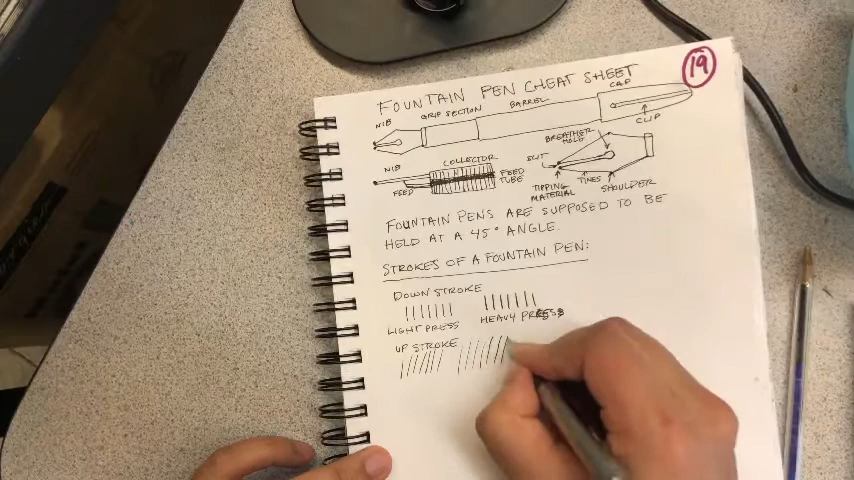 19
FOUNTAIN PEN CHEAT SHEET
NIB GRIP SECTION BARREL CAP
CLIP
NIB COLLECTOR
FEED FEED TUBE
BREATHER HOLE
SLIT
TIPPING MATERIAL TINES SHOULDER
FOUNTAIN PENS ARE SUPPOSED TO BE
HELD AT A 45° ANGLE.
STROKES OF A FOUNTAIN PEN:
DOWN STROKE
LIGHT PRESS HEAVY PRESS
UP STROKE